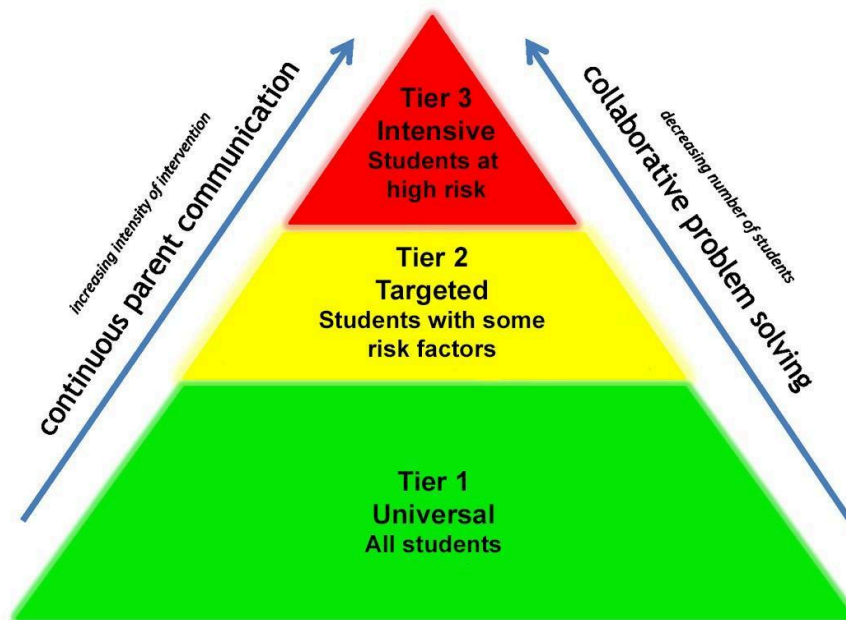 Tier 3
Intensive
Students at
high risk
Tier 2
Targeted
Students with some
risk factors
Tier 1
Universal
All students
increasing intensity of intervention
continuous parent communication
decreasing number of students
collaborative problem solving